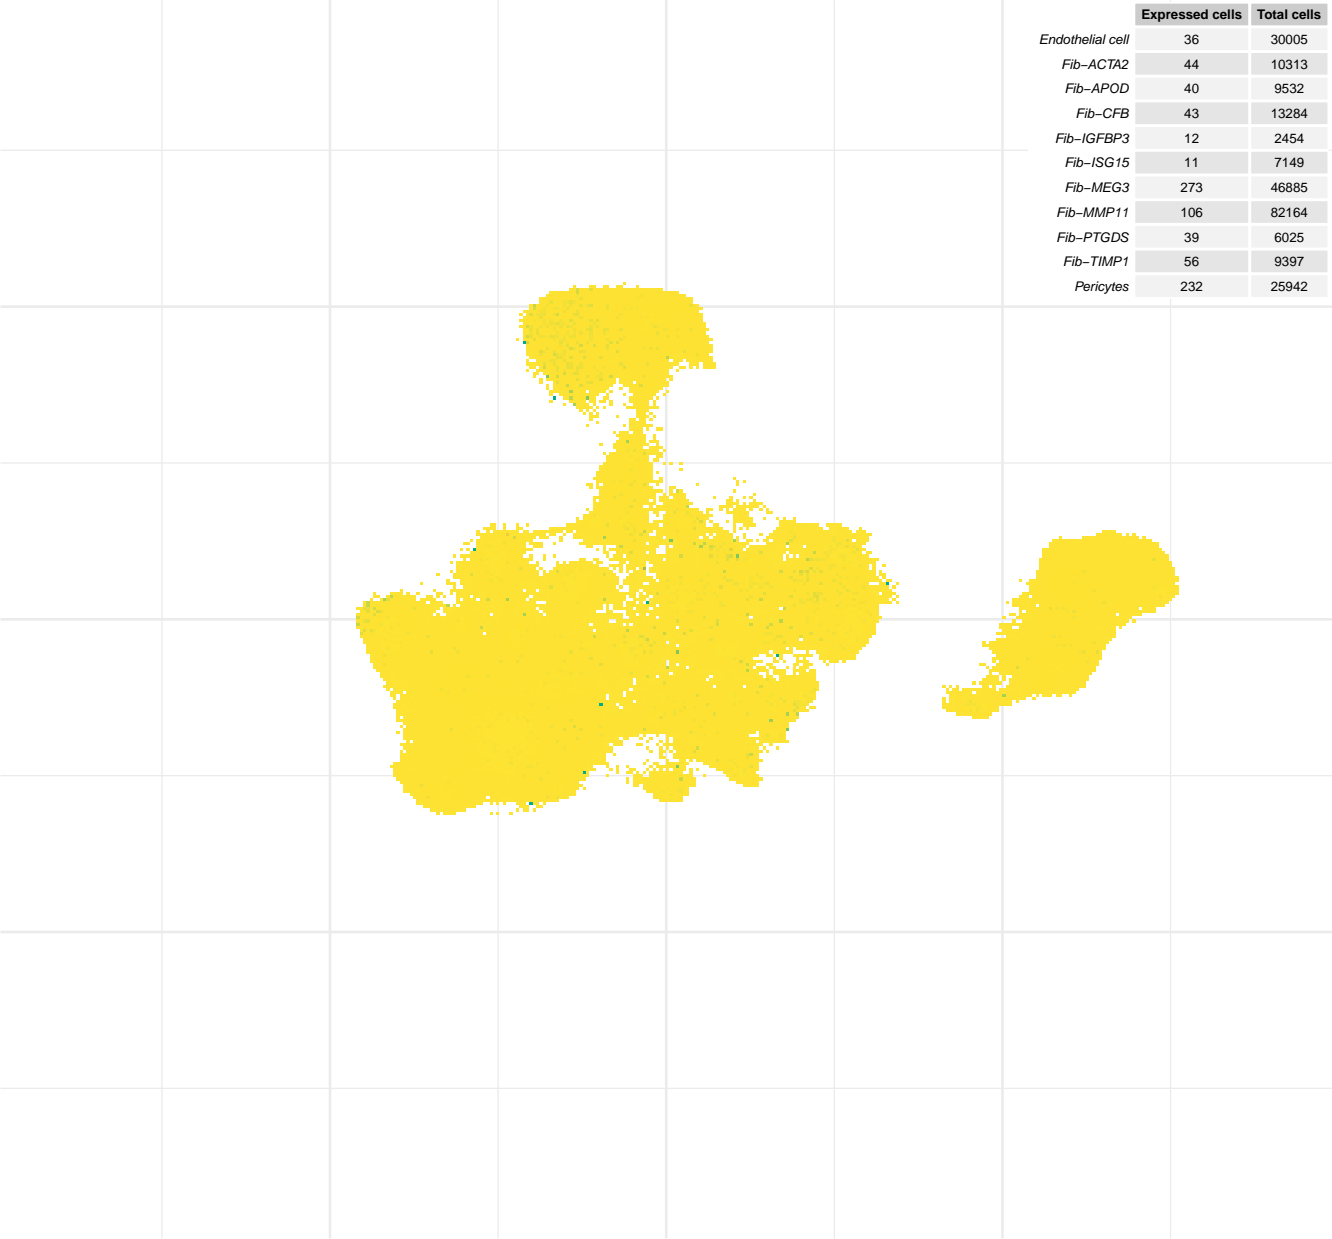 Expressed cells Total cells
Endothelial cell 36 30005
Fib−ACTA2 44 10313
Fib−APOD 40 9532
Fib−CFB 43 13284
Fib−IGFBP3 12 2454
Fib−ISG15 11 7149
Fib−MEG3 273 46885
Fib−MMP11 106 82164
Fib−PTGDS 39 6025
Fib−TIMP1 56 9397
Pericytes 232 25942